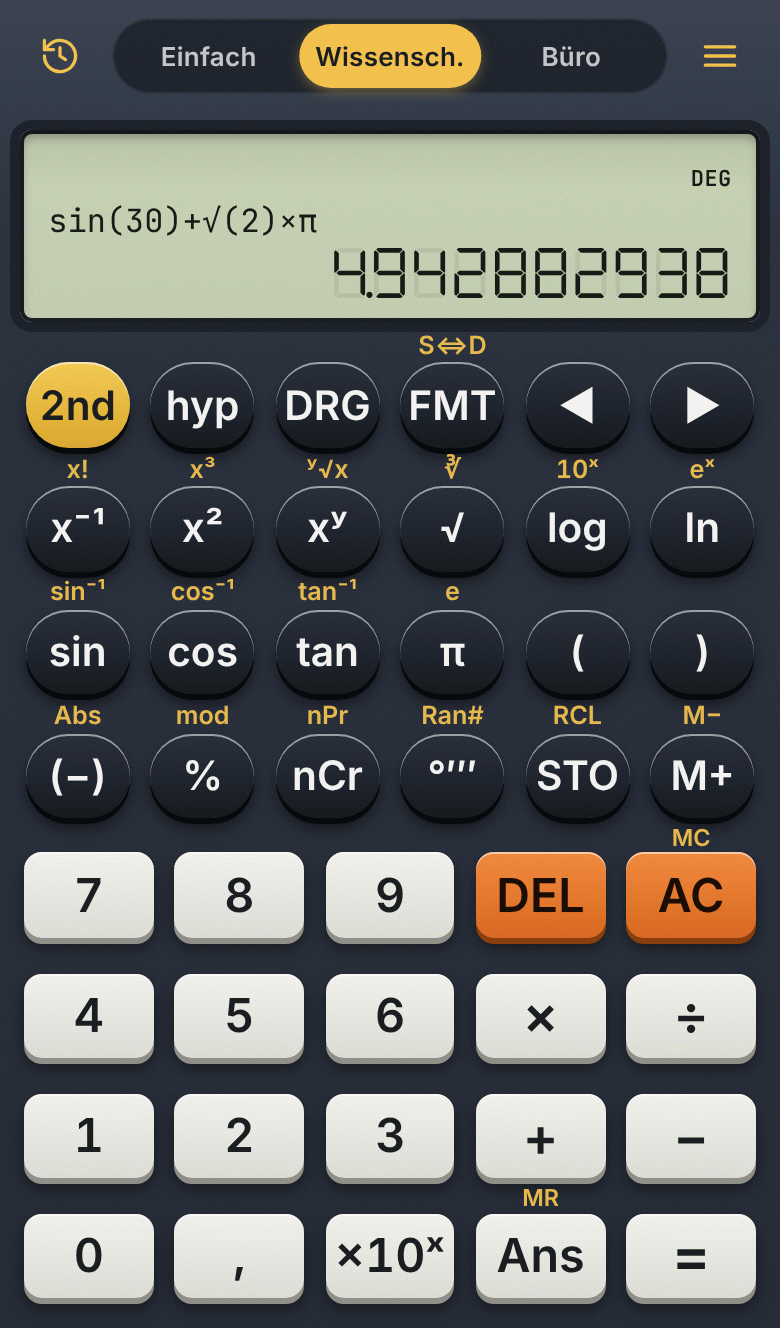 Einfach Wissensch. Büro
DEG
sin(30)+√(2)×π
4.942882938
S⇔D
2nd hyp DRG FMT ◀ ▶
x! x³ ʸ√x ∛ 10ˣ eˣ
x⁻¹ x² xʸ √ log ln
sin⁻¹ cos⁻¹ tan⁻¹ e
sin cos tan π ( )
Abs mod nPr Ran# RCL M−
(−) % nCr °′′′ STO M+
MC
7 8 9 DEL AC
4 5 6 × ÷
1 2 3 + −
MR
0 , ×10ˣ Ans =